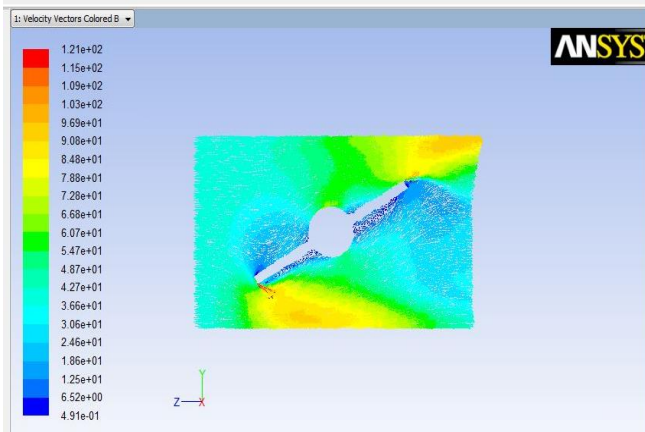 1: Velocity Vectors Colored B
ANSYS
1.21e+02
1.15e+02
1.09e+02
1.03e+02
9.69e+01
9.08e+01
8.48e+01
7.88e+01
7.28e+01
6.68e+01
6.07e+01
5.47e+01
4.87e+01
4.27e+01
3.66e+01
3.06e+01
2.46e+01
1.86e+01
1.25e+01
6.52e+00
4.91e-01
Y
Z
X